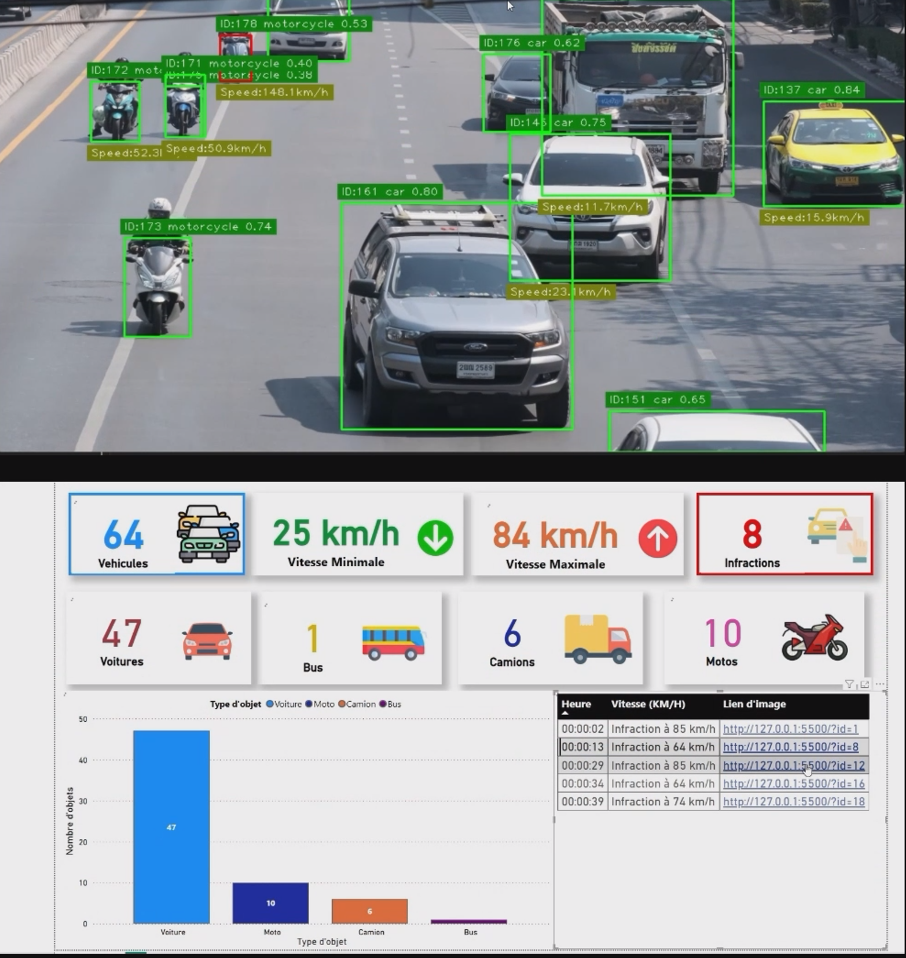 ID:178 motorcycle 0.53
ID:176 car 0.62
ID:172 mot
ID:171 motorcycle 0.40
motorcycle 0.38
Speed:148.1km/h
ID:137 car 0.84
ID:146 car 0.75
Speed:52.3
Speed:50.9km/h
ID:161 car 0.80
Speed:11.7km/h
Speed:15.9km/h
ID:173 motorcycle 0.74
Speed:23.1km/h
2589
ID:151 car 0.65
64
Vehicules
25 km/h
Vitesse Minimale
84 km/h
Vitesse Maximale
8
Infractions
47
Voitures
1
Bus
6
Camions
10
Motos
Type d'objet Voiture Moto Camion Bus
Nombre d'objets
50
40
30
20
10
0
47
10
6
Voiture Moto Camion Bus
Type d'objet
Heure Vitesse (KM/H) Lien d'image
00:00:02 Infraction à 85 km/h http://127.0.0.1:5500/?id=1
00:00:13 Infraction à 64 km/h http://127.0.0.1:5500/?id=8
00:00:29 Infraction à 85 km/h http://127.0.0.1:5500/?id=12
00:00:34 Infraction à 64 km/h http://127.0.0.1:5500/?id=16
00:00:39 Infraction à 74 km/h http://127.0.0.1:5500/?id=18